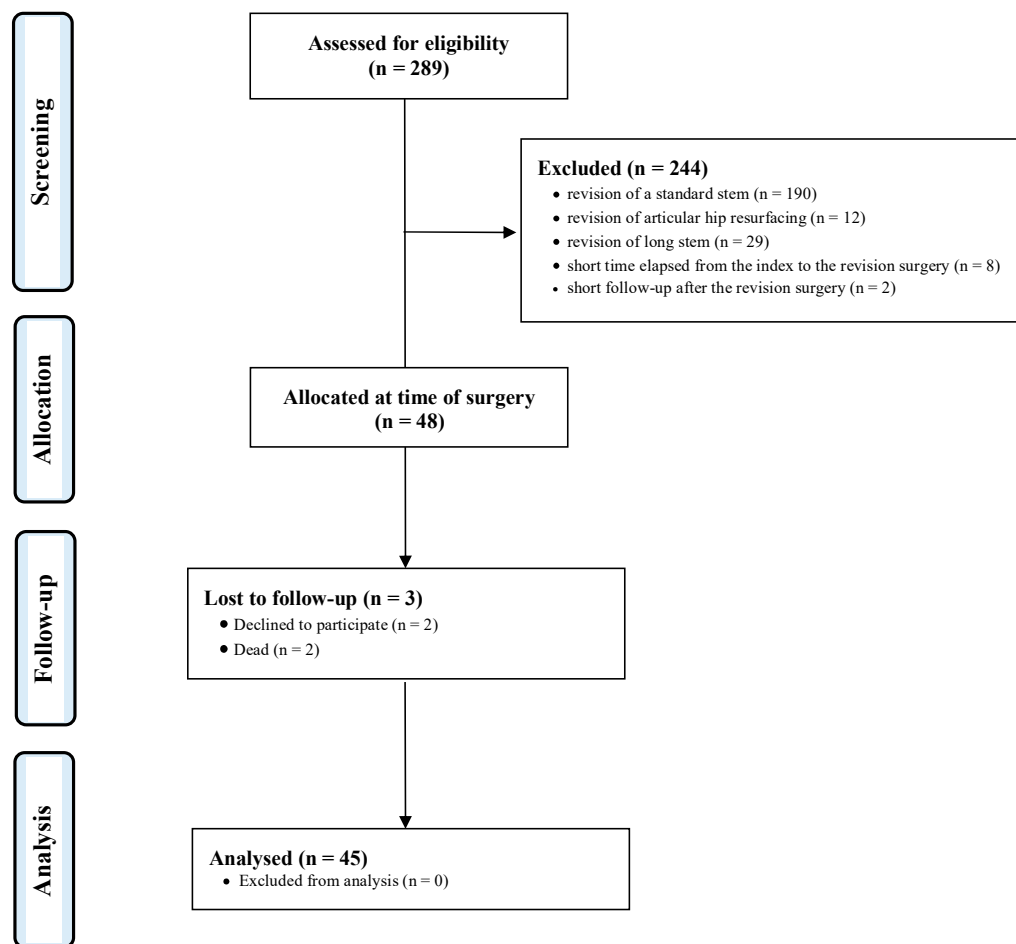 Screening
Assessed for eligibility
(n = 289)
Excluded (n = 244)
• revision of a standard stem (n = 190)
• revision of articular hip resurfacing (n = 12)
• revision of long stem (n = 29)
• short time elapsed from the index to the revision surgery (n = 8)
• short follow-up after the revision surgery (n = 2)
Allocation
Allocated at time of surgery
(n = 48)
Follow-up
Lost to follow-up (n = 3)
• Declined to participate (n = 2)
• Dead (n = 2)
Analysis
Analysed (n = 45)
• Excluded from analysis (n = 0)